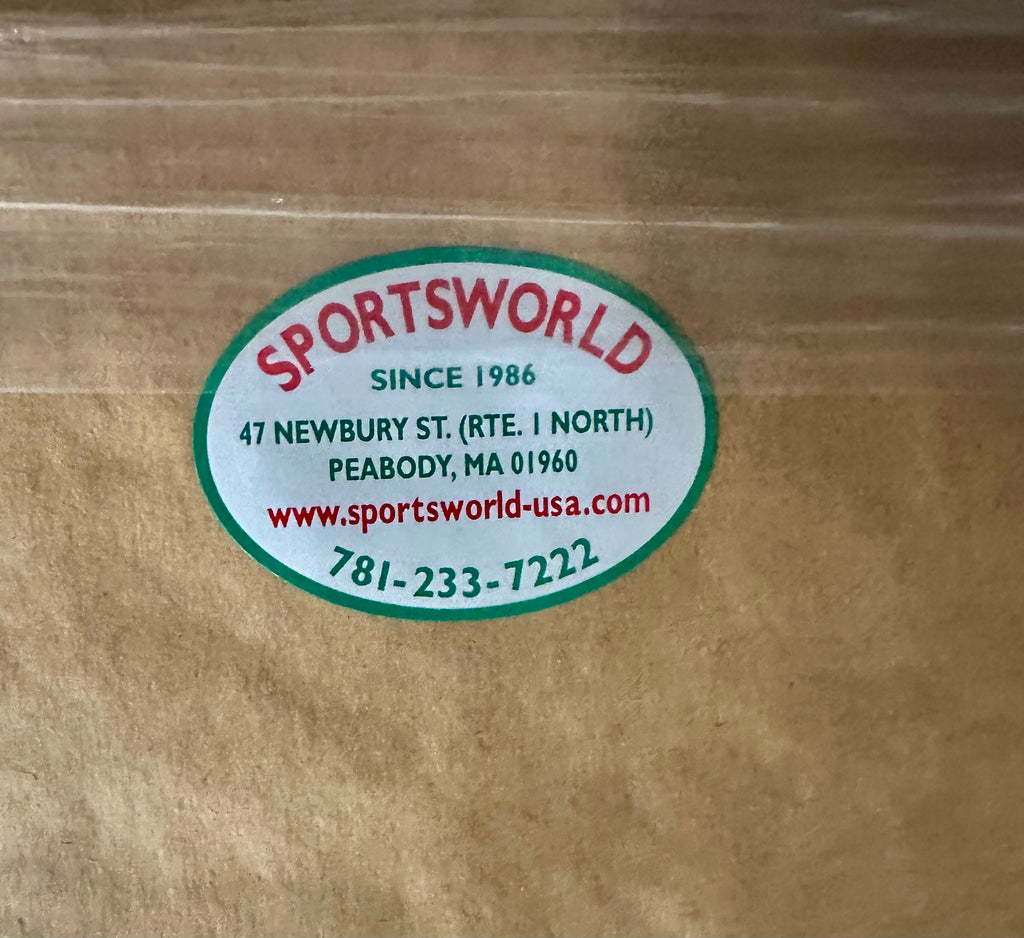 SPORTSWORLD
SINCE 1986
47 NEWBURY ST. (RTE. 1 NORTH)
PEABODY, MA 01960
www.sportsworld-usa.com
781-233-7222